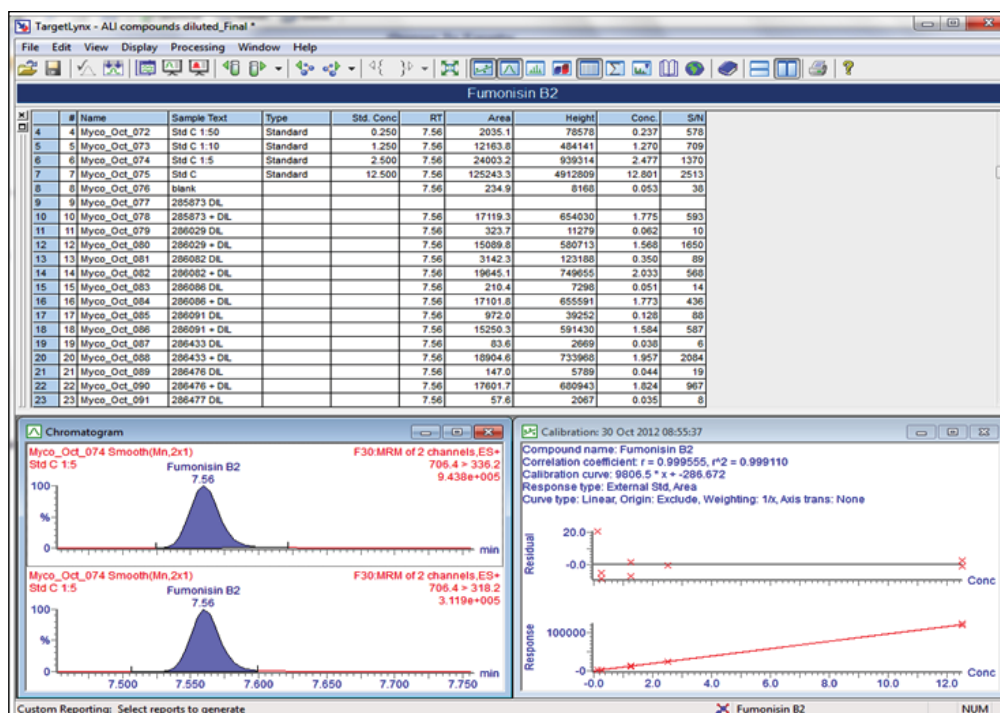 TargetLynx - ALI compounds diluted_Final *
File Edit View Display Processing Window Help
Fumonisin B2
# Name Sample Text Type Std. Conc RT Area Height Conc. S/N
4 4 Myco_Oct_072 Std C 1:50 Standard 0.250 7.56 2035.1 78578 0.237 578
5 5 Myco_Oct_073 Std C 1:10 Standard 1.250 7.56 12163.8 484141 1.270 709
6 6 Myco_Oct_074 Std C 1:5 Standard 2.500 7.56 24003.2 939314 2.477 1370
7 7 Myco_Oct_075 Std C Standard 12.500 7.56 125243.3 4912809 12.801 2513
8 8 Myco_Oct_076 blank 7.56 234.9 8168 0.053 38
9 9 Myco_Oct_077 285873 DIL
10 10 Myco_Oct_078 285873 + DIL 7.56 17119.3 654030 1.775 593
11 11 Myco_Oct_079 286029 DIL 7.56 323.7 11279 0.062 10
12 12 Myco_Oct_080 286029 + DIL 7.56 15089.8 580713 1.568 1650
13 13 Myco_Oct_081 286082 DIL 7.56 3142.3 123188 0.350 89
14 14 Myco_Oct_082 286082 + DIL 7.56 19645.1 749655 2.033 568
15 15 Myco_Oct_083 286086 DIL 7.56 210.4 7298 0.051 14
16 16 Myco_Oct_084 286086 + DIL 7.56 17101.8 655591 1.773 436
17 17 Myco_Oct_085 286091 DIL 7.56 972.0 39252 0.128 88
18 18 Myco_Oct_086 286091 + DIL 7.56 15250.3 591430 1.584 587
19 19 Myco_Oct_087 286433 DIL 7.56 83.6 2669 0.038 6
20 20 Myco_Oct_088 286433 + DIL 7.56 18904.6 733968 1.957 2084
21 21 Myco_Oct_089 286476 DIL 7.56 147.0 5789 0.044 19
22 22 Myco_Oct_090 286476 + DIL 7.56 17601.7 680943 1.824 967
23 23 Myco_Oct_091 286477 DIL 7.56 57.6 2067 0.035 8
Chromatogram
Myco_Oct_074 Smooth(Mn,2x1) F30:MRM of 2 channels,ES+
Std C 1:5 Fumonisin B2 706.4 > 336.2
7.56 9.438e+005
100
%
0
min
Myco_Oct_074 Smooth(Mn,2x1) F30:MRM of 2 channels,ES+
Std C 1:5 Fumonisin B2 706.4 > 318.2
7.56 3.119e+005
100
%
0
min
7.500 7.550 7.600 7.650 7.700 7.750
Calibration: 30 Oct 2012 08:55:37
Compound name: Fumonisin B2
Correlation coefficient: r = 0.999555, r^2 = 0.999110
Calibration curve: 9806.5 * x + -286.672
Response type: External Std, Area
Curve type: Linear, Origin: Exclude, Weighting: 1/x, Axis trans: None
Residual
20.0
-0.0
Conc
Response
100000
-0
Conc
-0.0 2.0 4.0 6.0 8.0 10.0 12.0
Custom Reporting: Select reports to generate Fumonisin B2 NUM